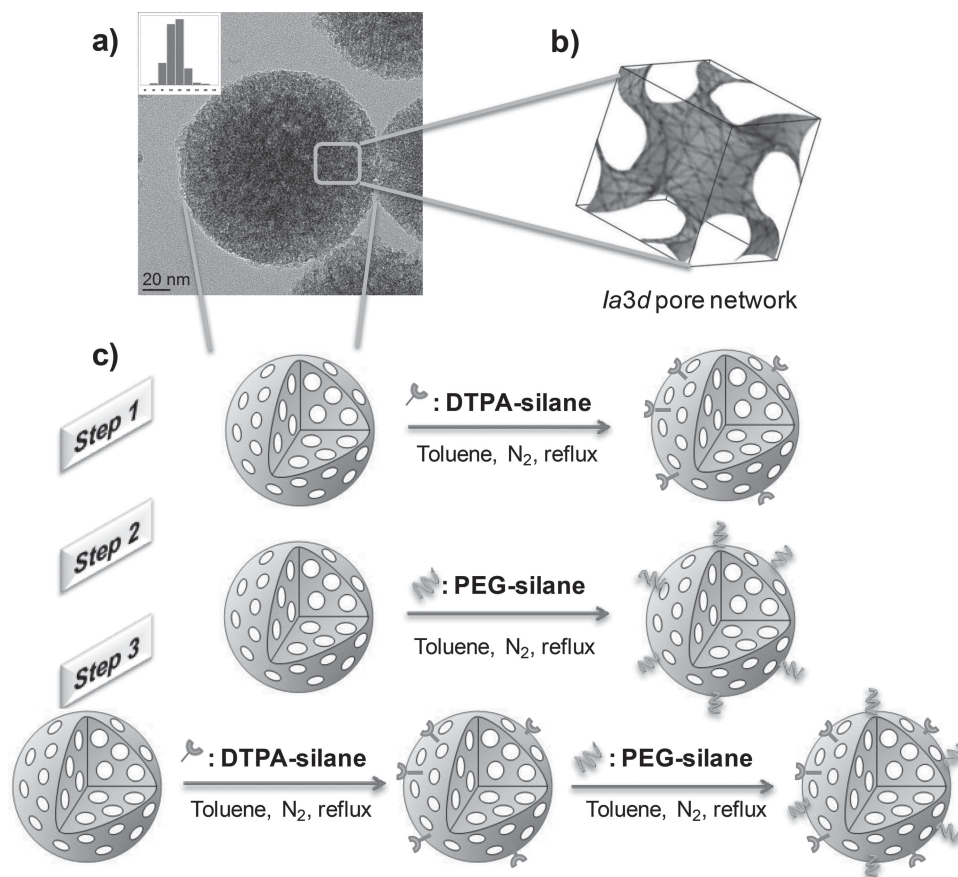 a)
b)
20 nm
Ia3d pore network
c)
Step 1
: DTPA-silane
Toluene, N₂, reflux
Step 2
: PEG-silane
Toluene, N₂, reflux
Step 3
: DTPA-silane
Toluene, N₂, reflux
: PEG-silane
Toluene, N₂, reflux